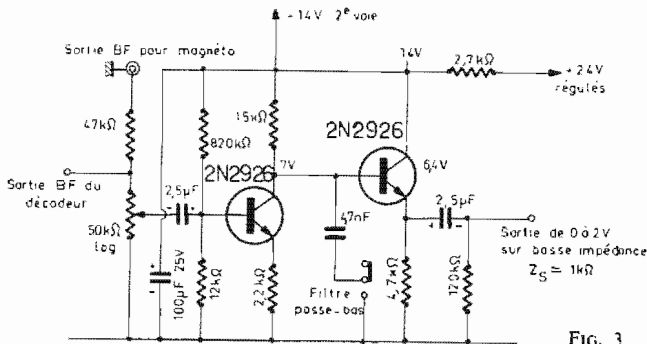 -14V 2e voie
Sortie BF pour magnéto
14V
2,7kΩ
+24V
régulés
47kΩ
15kΩ
820kΩ
2N2926
2N2926
7V
6,4V
Sortie BF du
décodeur
2,5µF
2,5µF
47nF
50kΩ
Log
Sortie de 0à2V
sur basse impédance
ZS ≃ 1kΩ
100µF 25V
12kΩ
2,2kΩ
Filtre
passe-bas
4,7kΩ
120kΩ
FIG. 3